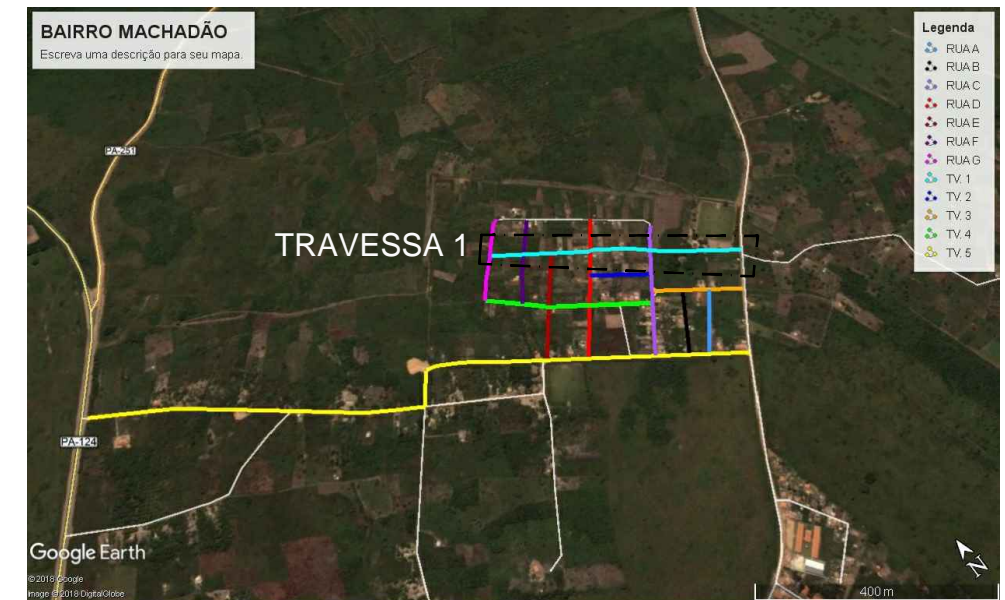 BAIRRO MACHADÃO
Escreva uma descrição para seu mapa.
Legenda
RUA A
RUA B
RUA C
RUA D
RUA E
RUA F
RUA G
TV. 1
TV. 2
TV. 3
TV. 4
TV. 5
PA-251
TRAVESSA 1
PA-124
Google Earth
© 2018 Google
Image © 2018 DigitalGlobe
400 m
N